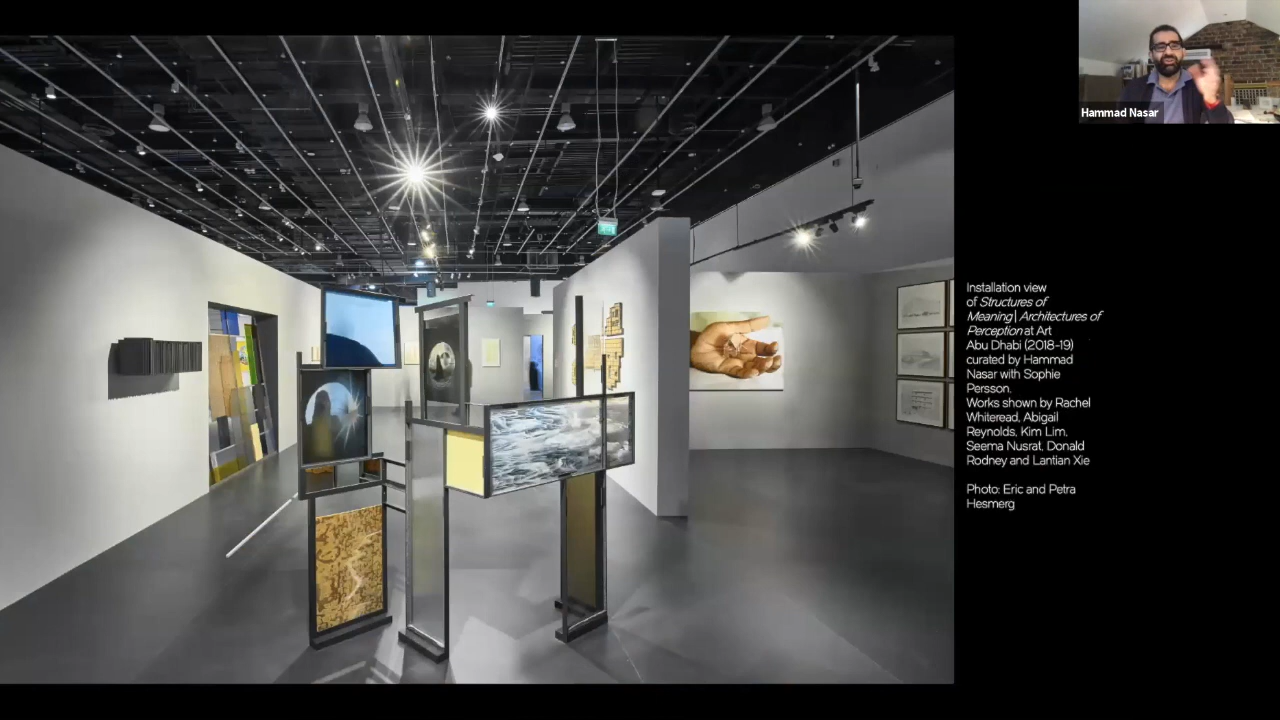 Hammad Nasar
Installation view
of Structures of
Meaning | Architectures of
Perception at Art
Abu Dhabi (2018-19)
curated by Hammad
Nasar with Sophie
Persson.
Works shown by Rachel
Whiteread, Abigail
Reynolds, Kim Lim,
Seema Nusrat, Donald
Rodney and Lantian Xie
Photo: Eric and Petra
Hesmerg